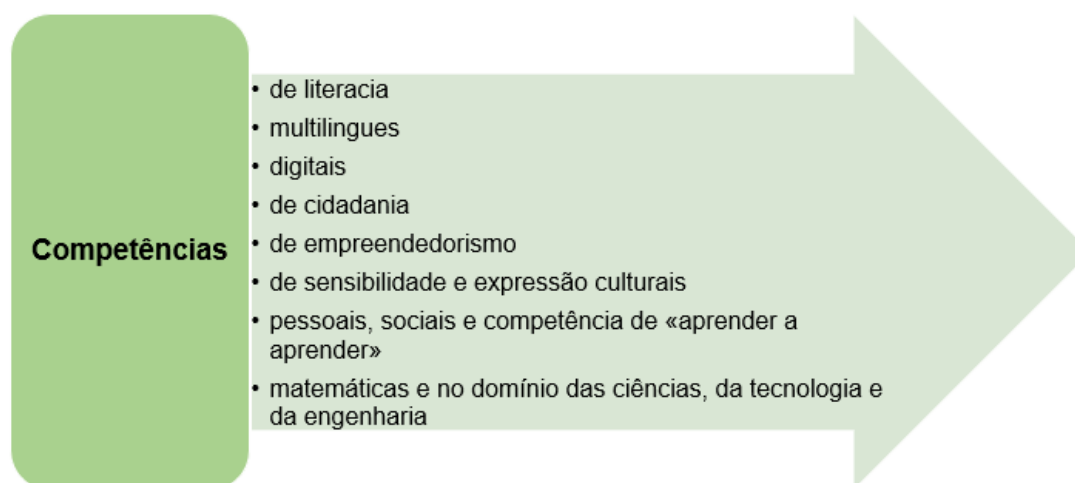 Competências
• de literacia
• multilingues
• digitais
• de cidadania
• de empreendedorismo
• de sensibilidade e expressão culturais
• pessoais, sociais e competência de «aprender a
aprender»
• matemáticas e no domínio das ciências, da tecnologia e
da engenharia